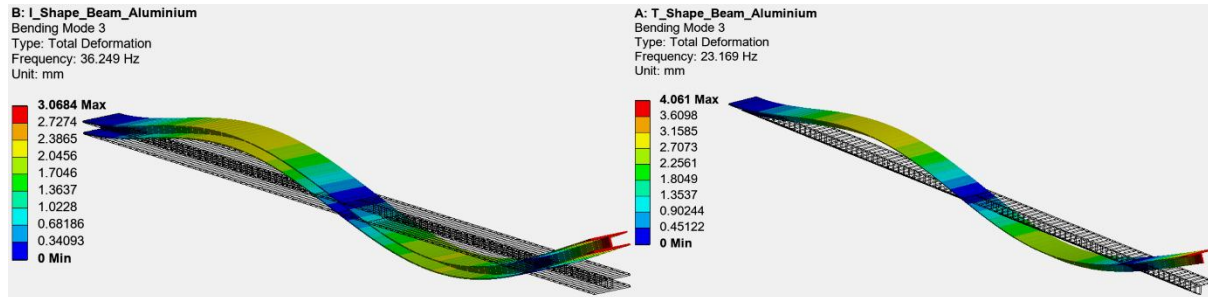 B: I_Shape_Beam_Aluminium
Bending Mode 3
Type: Total Deformation
Frequency: 36.249 Hz
Unit: mm
3.0684 Max
2.7274
2.3865
2.0456
1.7046
1.3637
1.0228
0.68186
0.34093
0 Min
A: T_Shape_Beam_Aluminium
Bending Mode 3
Type: Total Deformation
Frequency: 23.169 Hz
Unit: mm
4.061 Max
3.6098
3.1585
2.7073
2.2561
1.8049
1.3537
0.90244
0.45122
0 Min